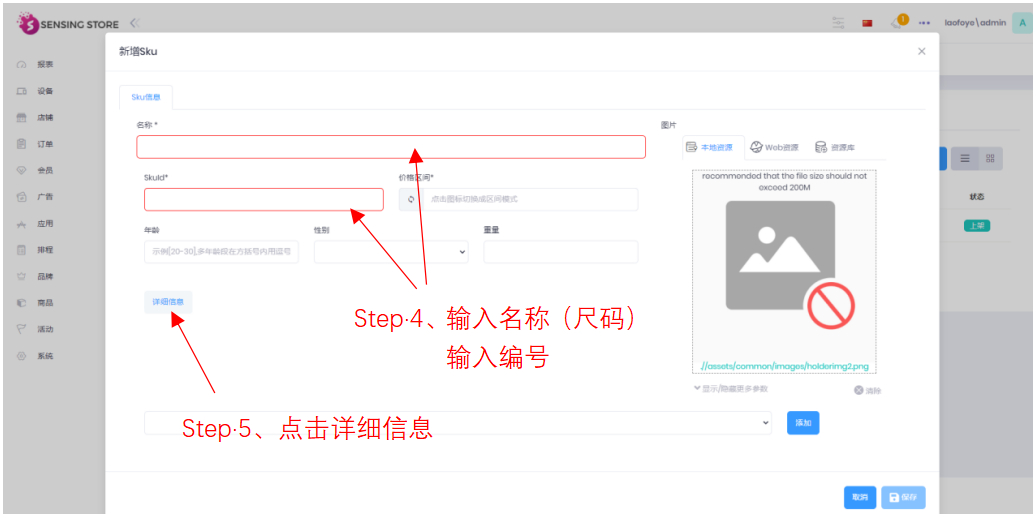 SENSING STORE
1
laofoye\admin
A
报表
设备
店铺
订单
会员
广告
应用
排程
品牌
商品
活动
系统
新增Sku
Sku信息
名称 *
图片
本地资源
Web资源
资源库
SkuId*
价格区间*
点击图标切换成区间模式
recommonded that the file size should not
exceed 200M
年龄
性别
重量
示例[20-30],多年龄段在方括号内用逗号
详细信息
Step·4、输入名称（尺码）
输入编号
//assets/common/images/holderimg2.png
显示/隐藏更多参数
清除
Step·5、点击详细信息
添加
取消
保存
状态
上架